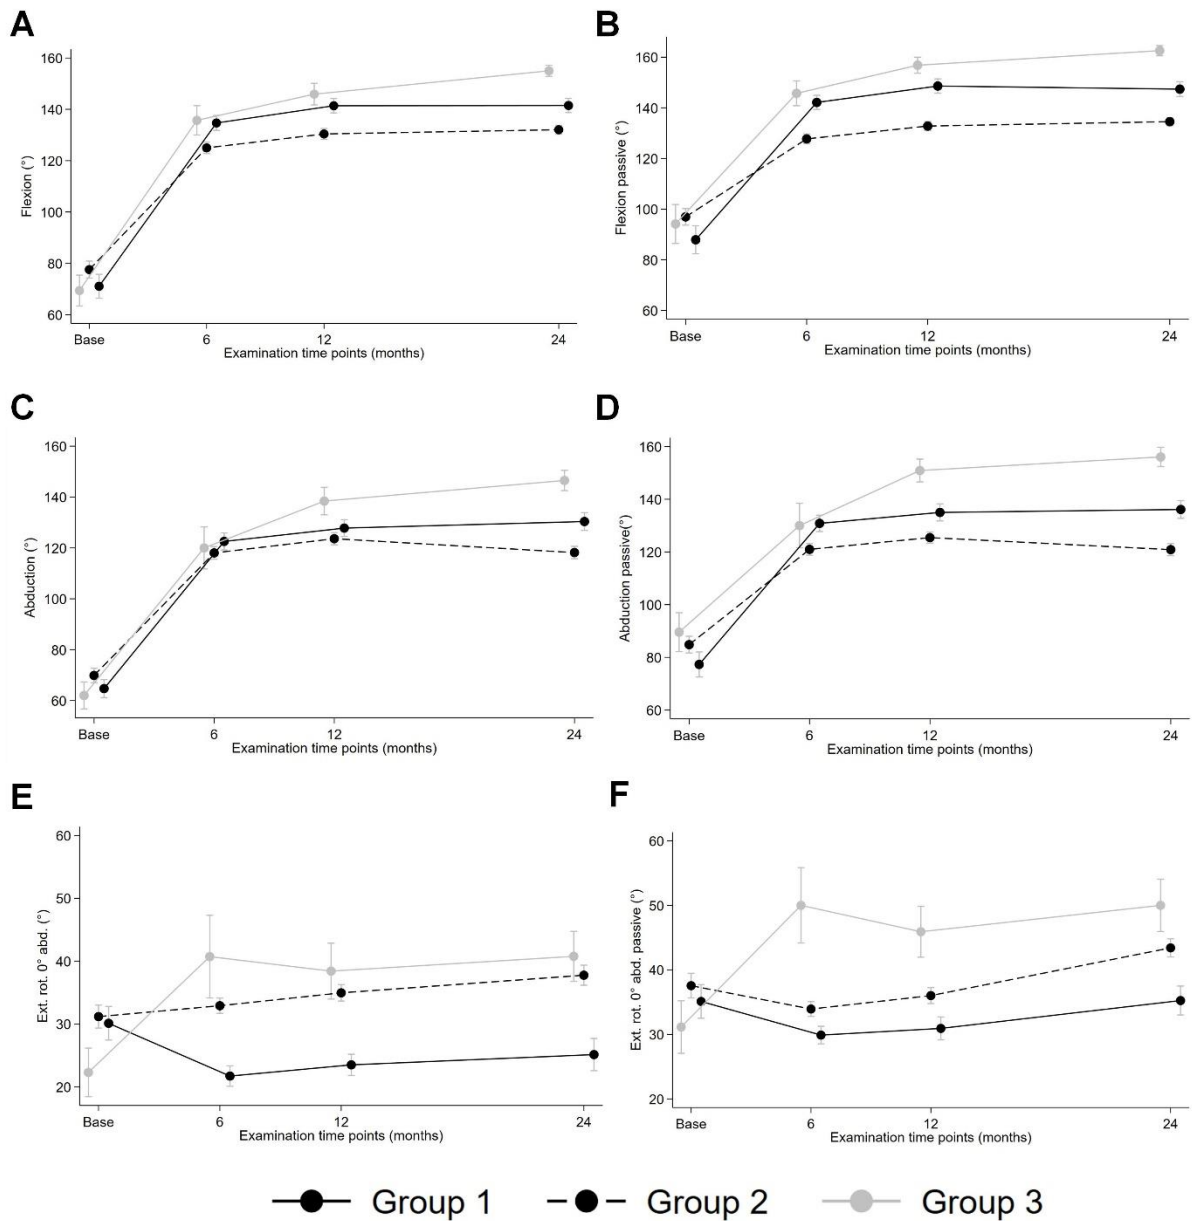 A
160
140
120
100
80
60
Flexion (°)
Base 6 12 24
Examination time points (months)
B
160
140
120
100
80
60
Flexion passive (°)
Base 6 12 24
Examination time points (months)
C
160
140
120
100
80
60
Abduction (°)
Base 6 12 24
Examination time points (months)
D
160
140
120
100
80
60
Abduction passive(°)
Base 6 12 24
Examination time points (months)
E
60
50
40
30
20
Ext. rot. 0° abd. (°)
Base 6 12 24
Examination time points (months)
F
60
50
40
30
20
Ext. rot. 0° abd. passive (°)
Base 6 12 24
Examination time points (months)
Group 1 Group 2 Group 3